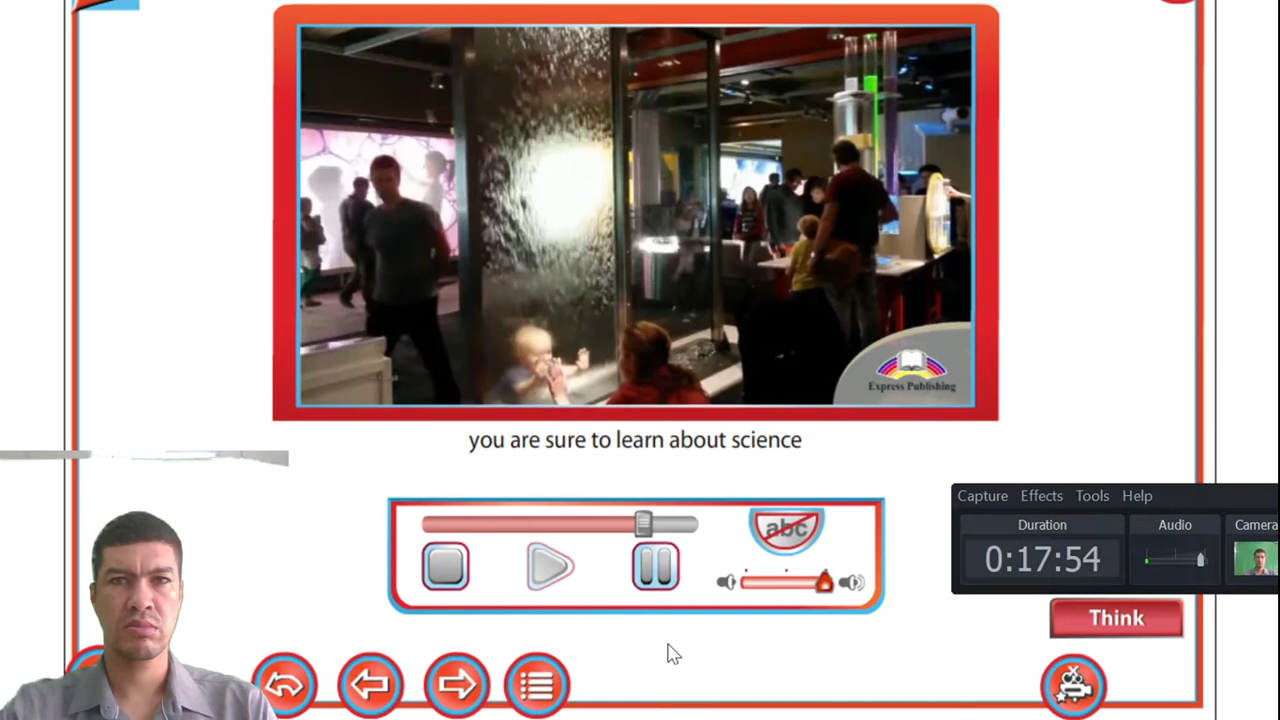 Express Publishing
you are sure to learn about science
abc
Capture Effects Tools Help
Duration
Audio
Camera
0:17:54
Think